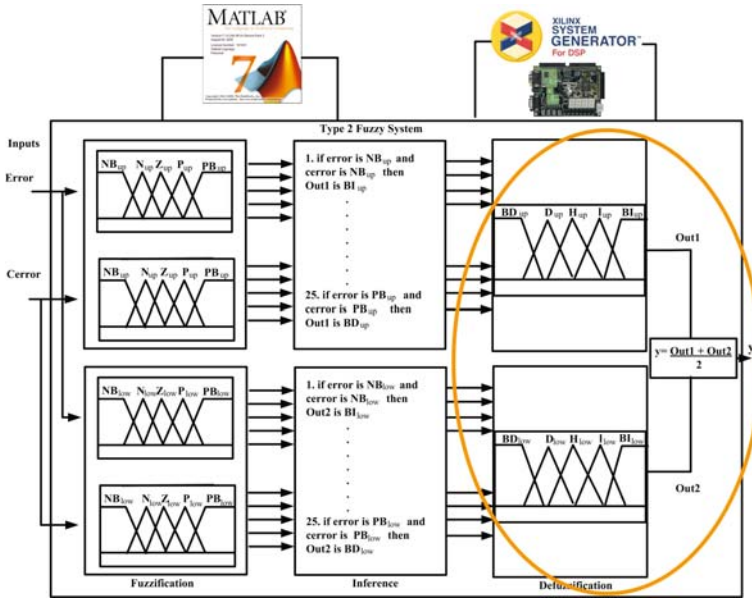 MATLAB
7
XILINX
SYSTEM
GENERATOR™
For DSP
Type 2 Fuzzy System
Inputs
Error
Cerror
NBup Nup Zup Pup PBup
NBup Nup Zup Pup PBup
1. if error is NBup and
cerror is NBup then
Out1 is BIup
25. if error is PBup and
cerror is PBup then
Out1 is BDup
BDup Dup Hup Iup BIup
Out1
y= Out1 + Out2
2
y
NBlow Nlow Zlow Plow PBlow
NBlow Nlow Zlow Plow PBlow
1. if error is NBlow and
cerror is NBlow then
Out2 is BIlow
25. if error is PBlow and
cerror is PBlow then
Out2 is BDlow
BDlow Dlow Hlow Ilow BIlow
Out2
Fuzzification
Inference
Defuzzification